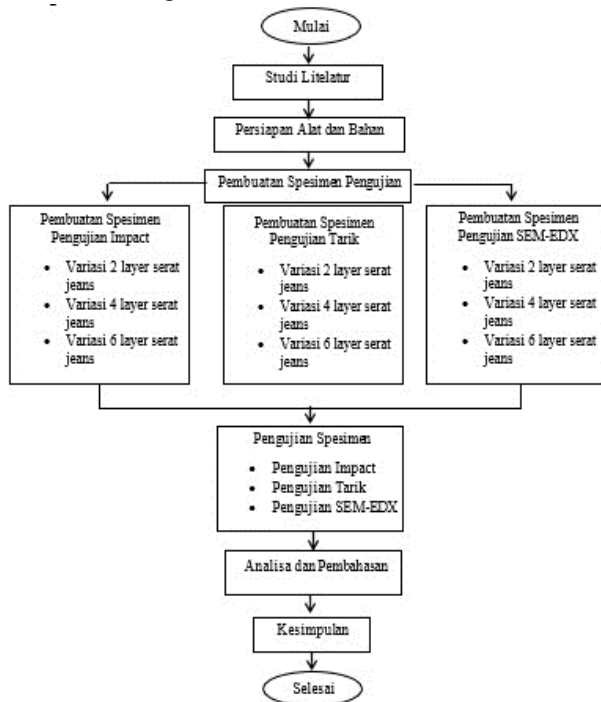 Mulai
Studi Litelatur
Persiapan Alat dan Bahan
Pembuatan Spesimen Pengujian
Pembuatan Spesimen
Pengujian Impact
• Variasi 2 layer serat
jeans
• Variasi 4 layer serat
jeans
• Variasi 6 layer serat
jeans
Pembuatan Spesimen
Pengujian Tarik
• Variasi 2 layer serat
jeans
• Variasi 4 layer serat
jeans
• Variasi 6 layer serat
jeans
Pembuatan Spesimen
Pengujian SEM-EDX
• Variasi 2 layer serat
jeans
• Variasi 4 layer serat
jeans
• Variasi 6 layer serat
jeans
Pengujian Spesimen
• Pengujian Impact
• Pengujian Tarik
• Pengujian SEM-EDX
Analisa dan Pembahasan
Kesimpulan
Selesai